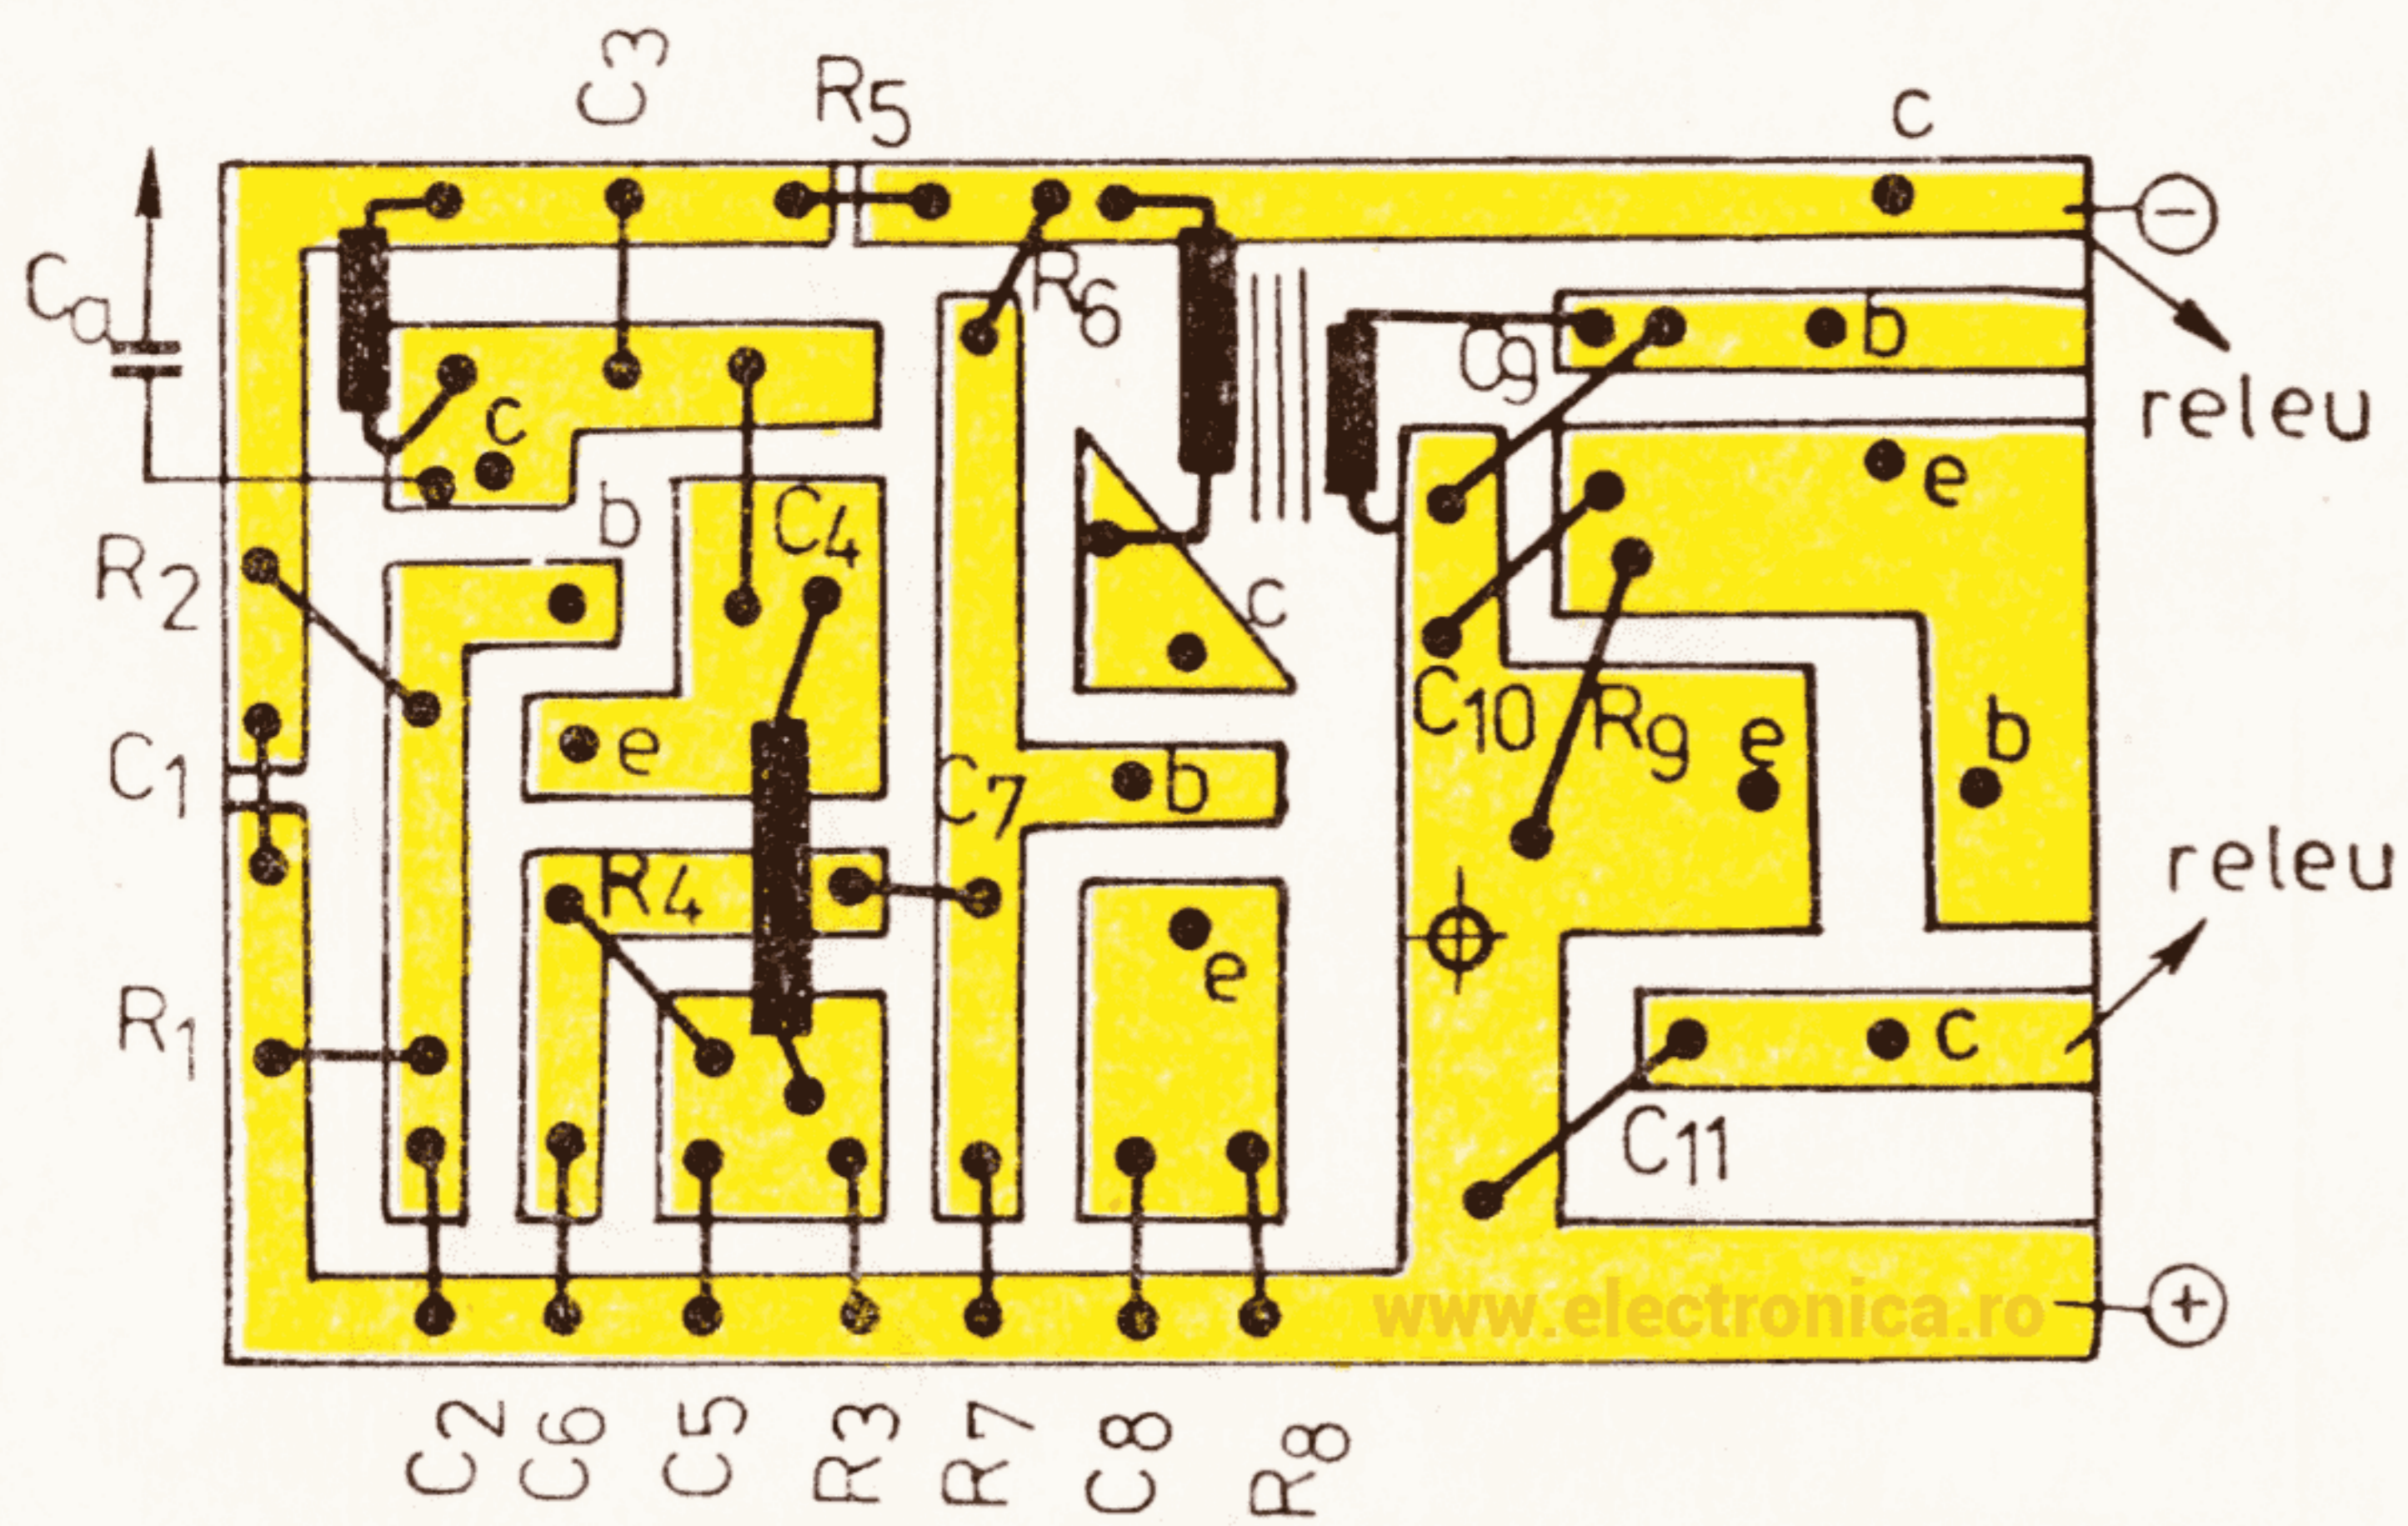 C3
R5
c
−
Ca
R6
C9
b
releu
c
e
b
C4
R2
c
C10
R9
e
b
e
C1
C7
b
releu
R4
e
R1
c
C11
www.electronica.ro
+
C2
C6
C5
R3
R7
C8
R8